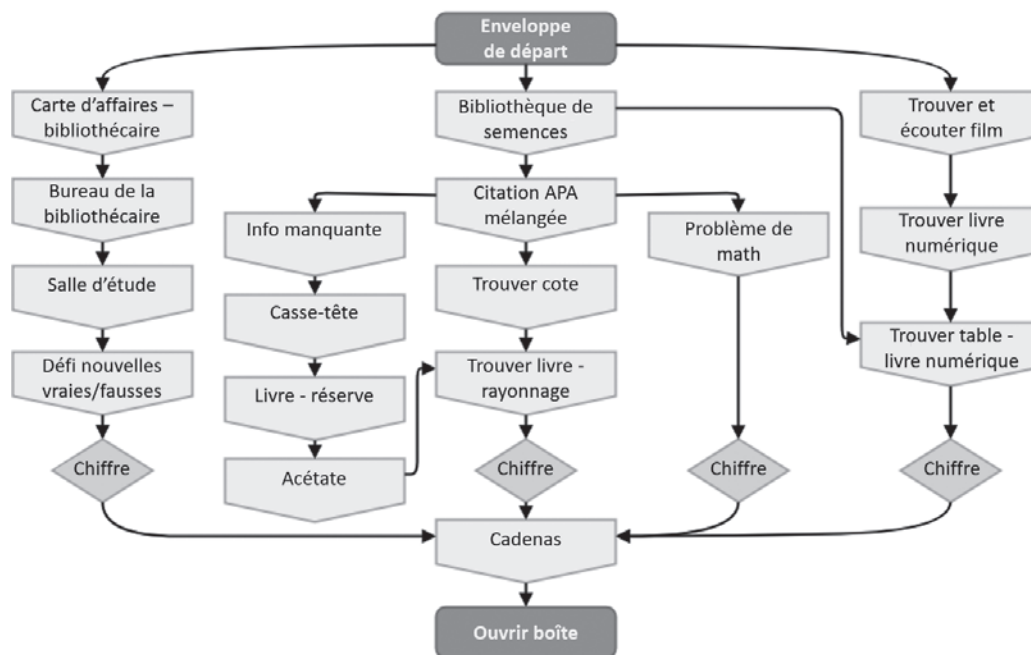 Enveloppe
de départ
Carte d'affaires –
bibliothécaire
Bibliothèque de
semences
Trouver et
écouter film
Bureau de la
bibliothécaire
Citation APA
mélangée
Info manquante
Problème de
math
Trouver livre
numérique
Salle d'étude
Casse-tête
Trouver cote
Trouver table -
livre numérique
Défi nouvelles
vraies/fausses
Livre - réserve
Trouver livre -
rayonnage
Chiffre
Acétate
Chiffre
Chiffre
Chiffre
Cadenas
Ouvrir boîte